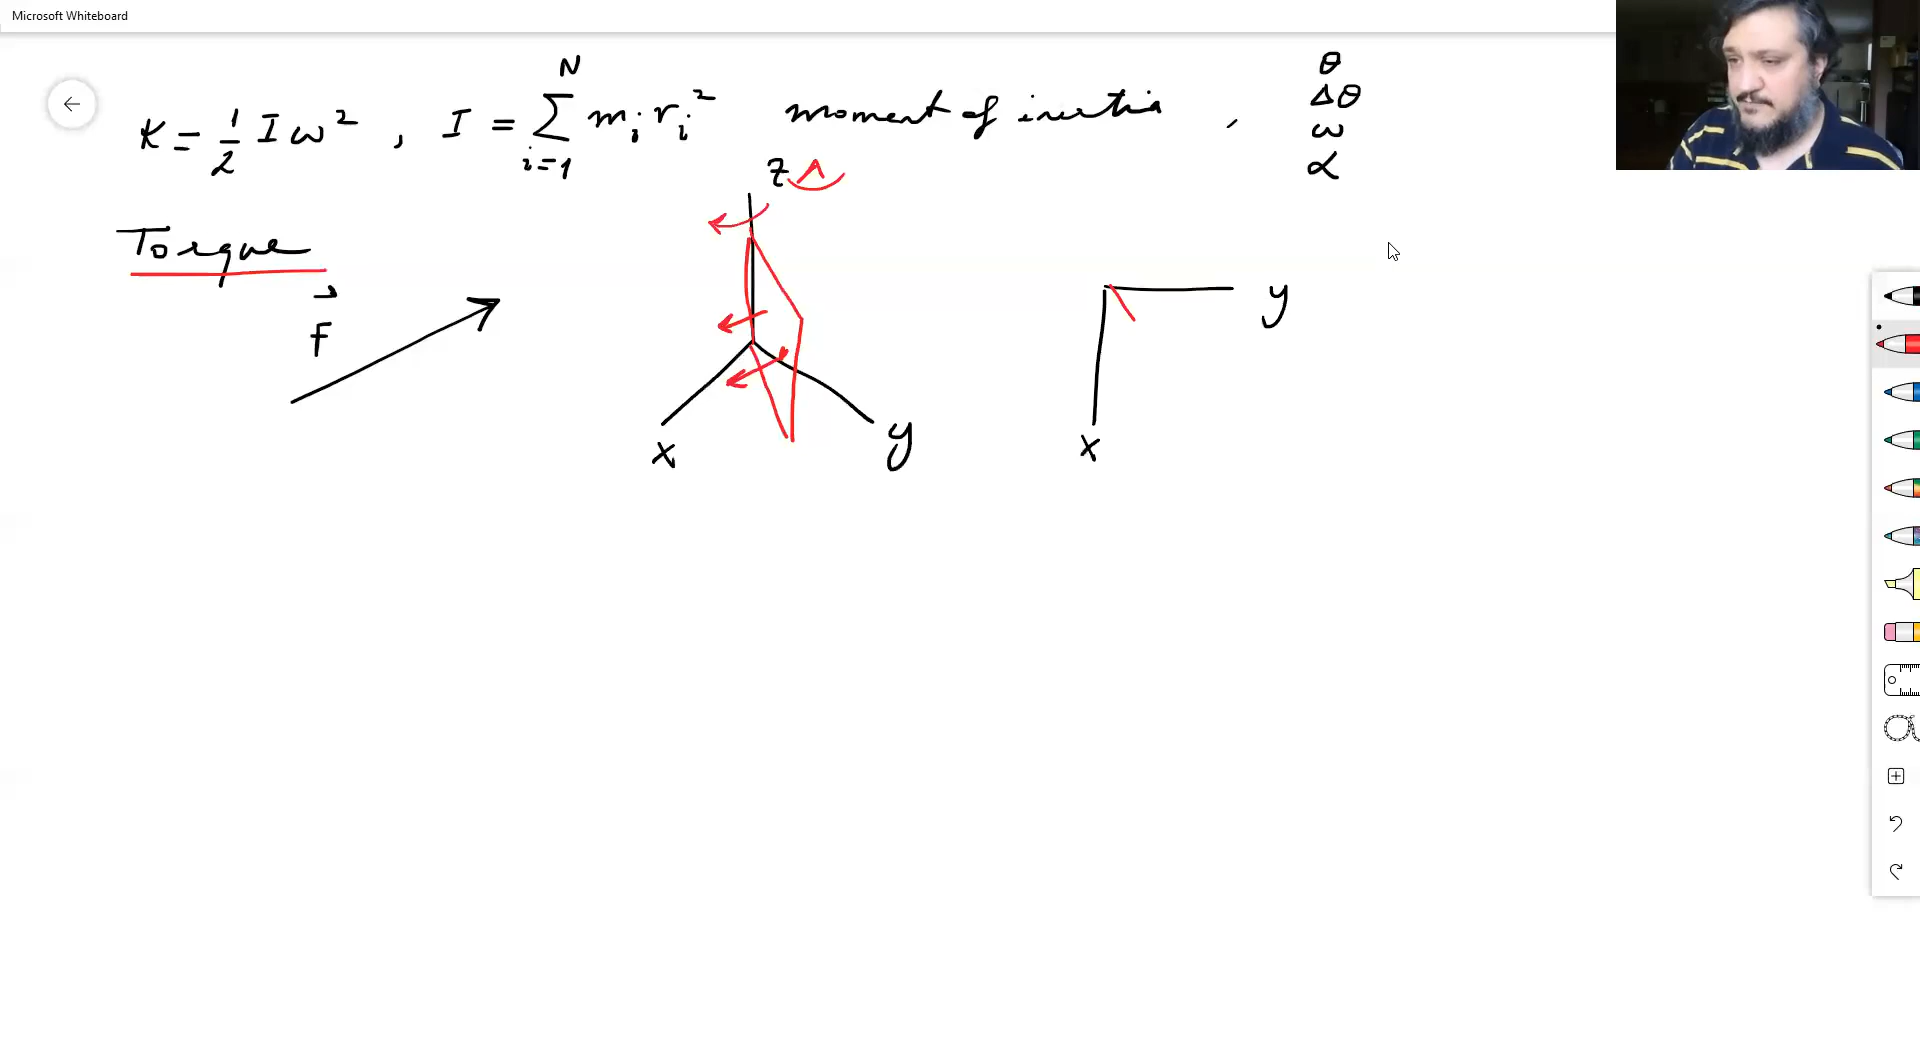 Microsoft Whiteboard
K = 1/2 I ω², I = Σ_{i=1}^{N} m_i r_i² moment of inertia,
θ
Δθ
ω
α
Torque
F⃗
z
x
y
y
x